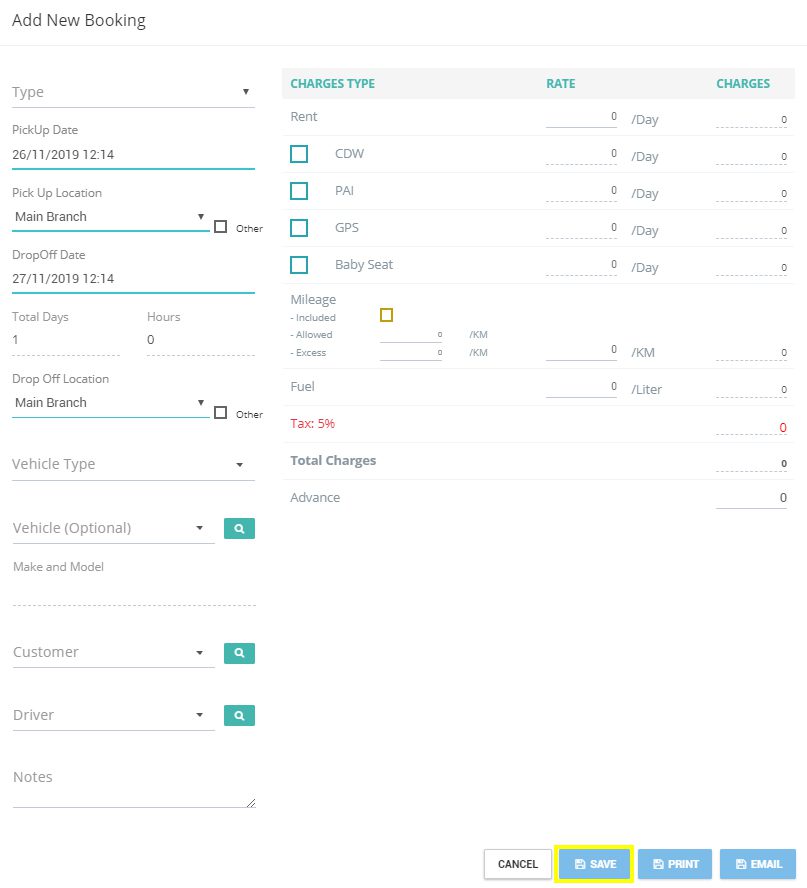 Add New Booking
Type
PickUp Date
26/11/2019 12:14
Pick Up Location
Main Branch
Other
DropOff Date
27/11/2019 12:14
Total Days Hours
1 0
Drop Off Location
Main Branch
Other
Vehicle Type
Vehicle (Optional)
Make and Model
Customer
Driver
Notes
CHARGES TYPE RATE CHARGES
Rent 0 /Day 0
CDW 0 /Day 0
PAI 0 /Day 0
GPS 0 /Day 0
Baby Seat 0 /Day 0
Mileage
- Included
- Allowed 0 /KM
- Excess 0 /KM 0 /KM 0
Fuel 0 /Liter 0
Tax: 5% 0
Total Charges 0
Advance 0
CANCEL SAVE PRINT EMAIL